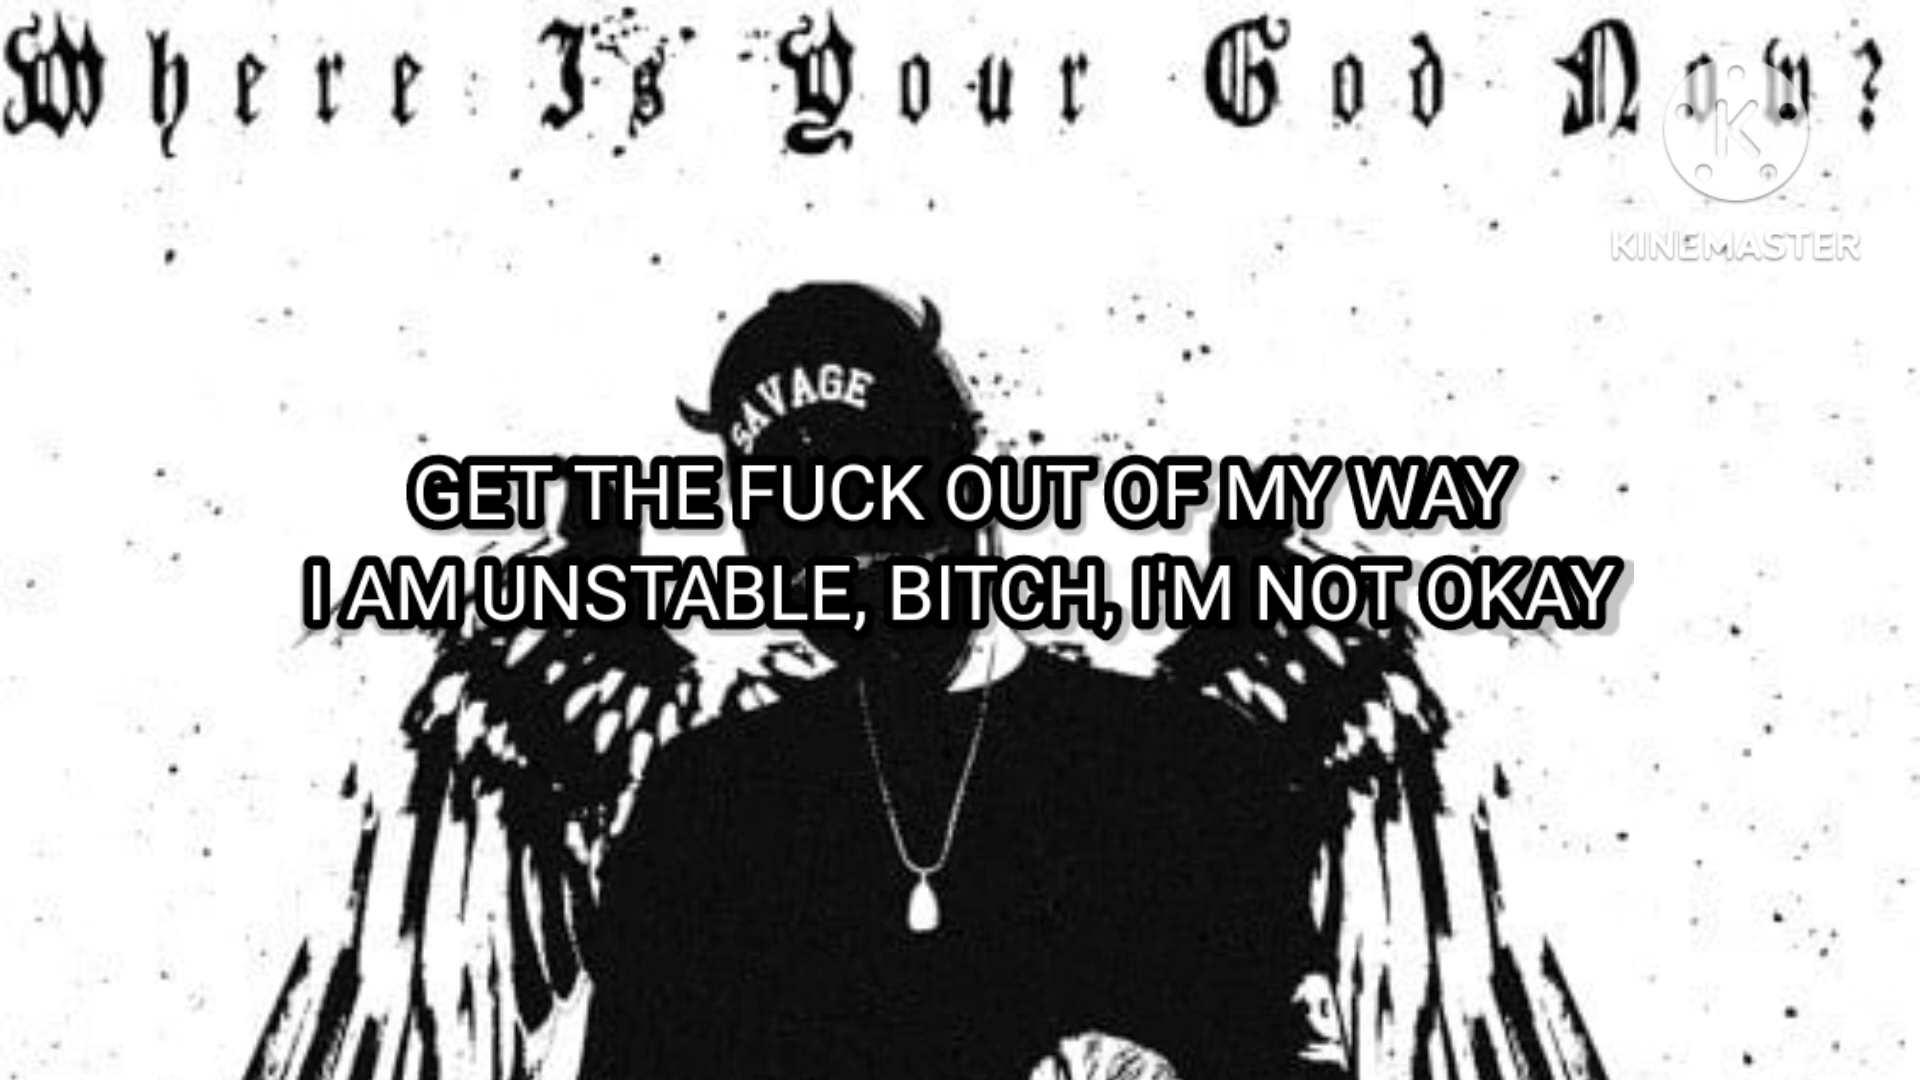 Where Is Your God Now?
KINEMASTER
SAVAGE
GET THE FUCK OUT OF MY WAY
I AM UNSTABLE, BITCH, I'M NOT OKAY